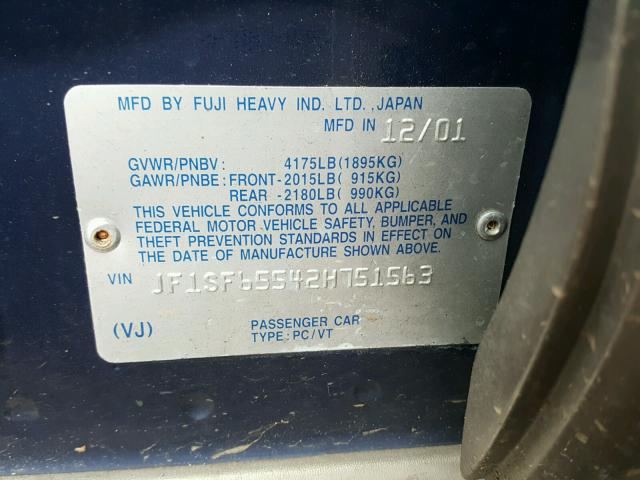 MFD BY FUJI HEAVY IND. LTD. ,JAPAN
MFD IN 12/01
GVWR/PNBV : 4175LB(1895KG)
GAWR/PNBE : FRONT-2015LB( 915KG)
REAR -2180LB( 990KG)
THIS VEHICLE CONFORMS TO ALL APPLICABLE
FEDERAL MOTOR VEHICLE SAFETY, BUMPER, AND
THEFT PREVENTION STANDARDS IN EFFECT ON
THE DATE OF MANUFACTURE SHOWN ABOVE.
VIN JF1SF65542H751563
(VJ) PASSENGER CAR
TYPE : PC/VT